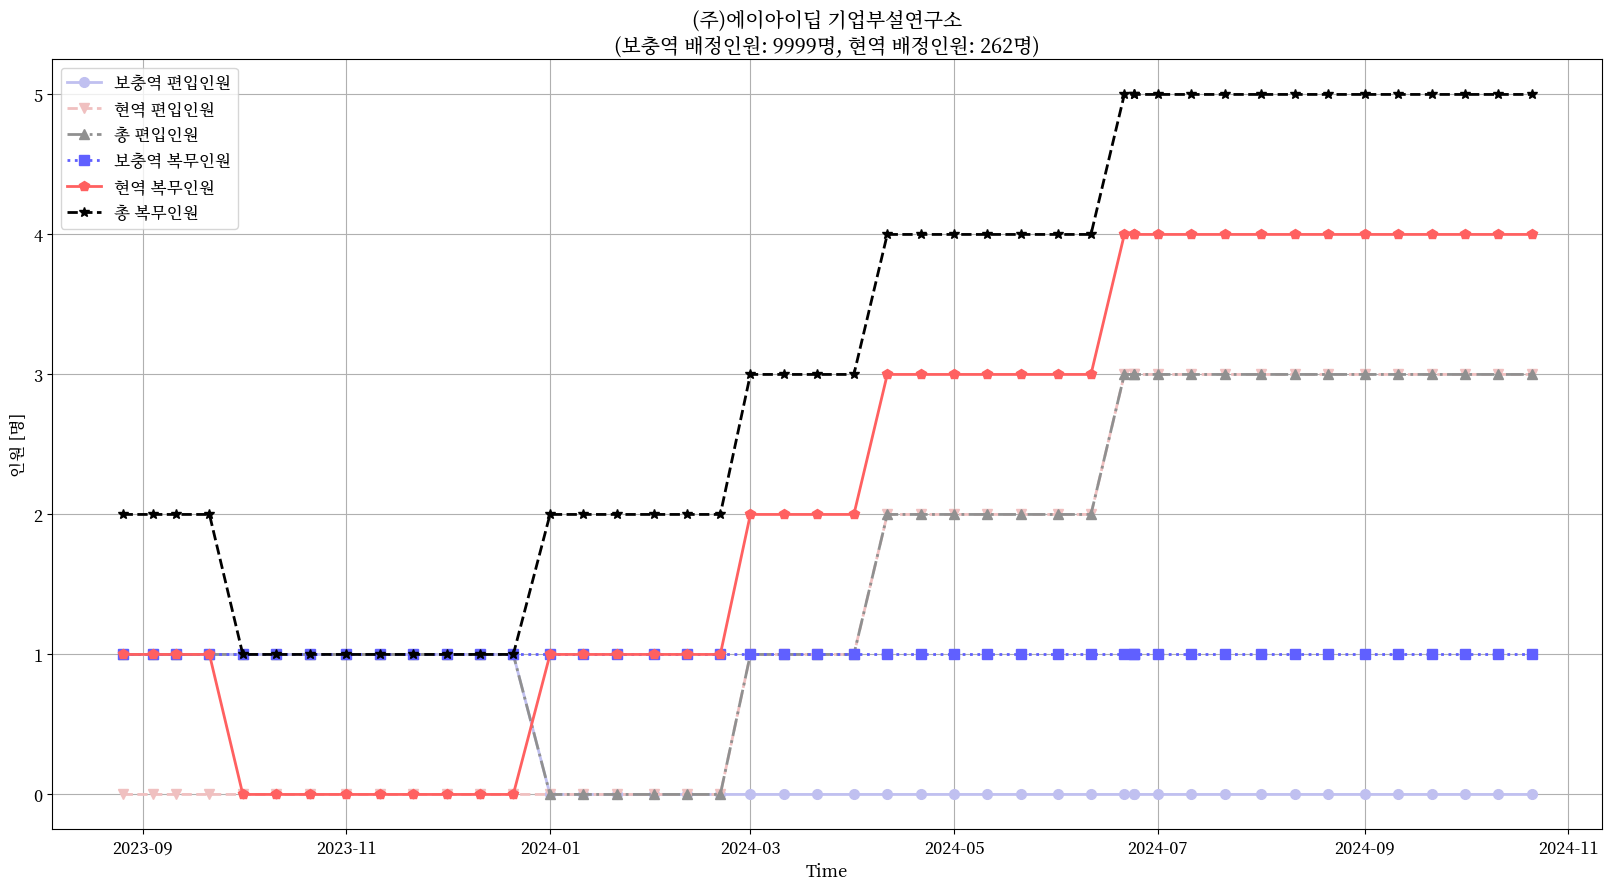 (주)에이아이딥 기업부설연구소
(보충역 배정인원: 9999명, 현역 배정인원: 262명)
보충역 편입인원
현역 편입인원
총 편입인원
보충역 복무인원
현역 복무인원
총 복무인원
5
4
3
2
1
0
인원 [명]
2023-09
2023-11
2024-01
2024-03
2024-05
2024-07
2024-09
2024-11
Time